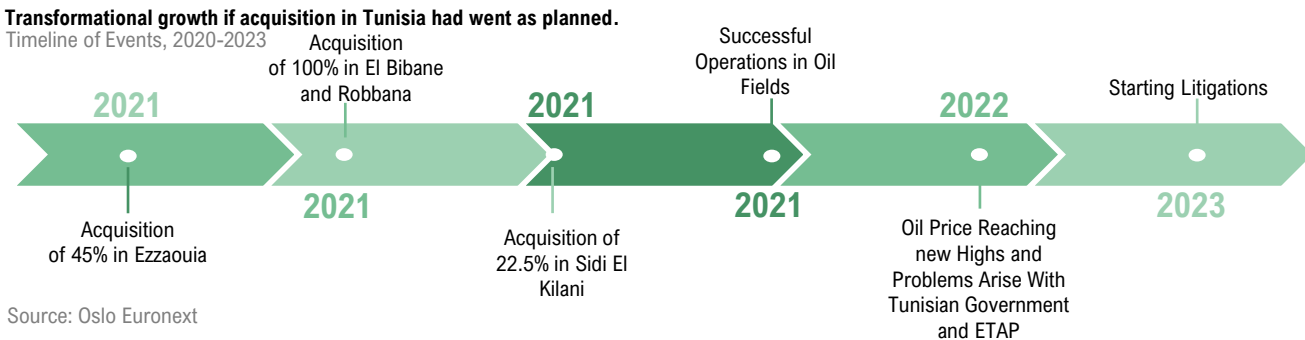 Transformational growth if acquisition in Tunisia had went as planned.
Timeline of Events, 2020-2023
2021
Acquisition
of 45% in Ezzaouia
Acquisition
of 100% in El Bibane
and Robbana
2021
2021
Acquisition of
22.5% in Sidi El
Kilani
Successful
Operations in Oil
Fields
2021
2022
Oil Price Reaching
new Highs and
Problems Arise With
Tunisian Government
and ETAP
Starting Litigations
2023
Source: Oslo Euronext